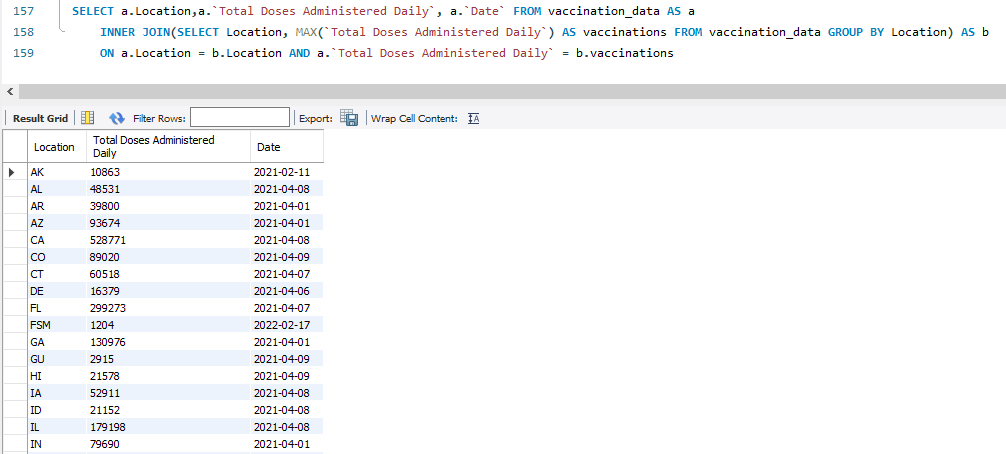 157 SELECT a.Location,a.`Total Doses Administered Daily`, a.`Date` FROM vaccination_data AS a
158 INNER JOIN(SELECT Location, MAX(`Total Doses Administered Daily`) AS vaccinations FROM vaccination_data GROUP BY Location) AS b
159 ON a.Location = b.Location AND a.`Total Doses Administered Daily` = b.vaccinations
Result Grid Filter Rows: Export: Wrap Cell Content: IA
Location Total Doses Administered Daily Date
AK 10863 2021-02-11
AL 48531 2021-04-08
AR 39800 2021-04-01
AZ 93674 2021-04-01
CA 528771 2021-04-08
CO 89020 2021-04-09
CT 60518 2021-04-07
DE 16379 2021-04-06
FL 299273 2021-04-07
FSM 1204 2022-02-17
GA 130976 2021-04-01
GU 2915 2021-04-09
HI 21578 2021-04-09
IA 52911 2021-04-08
ID 21152 2021-04-08
IL 179198 2021-04-08
IN 79690 2021-04-01